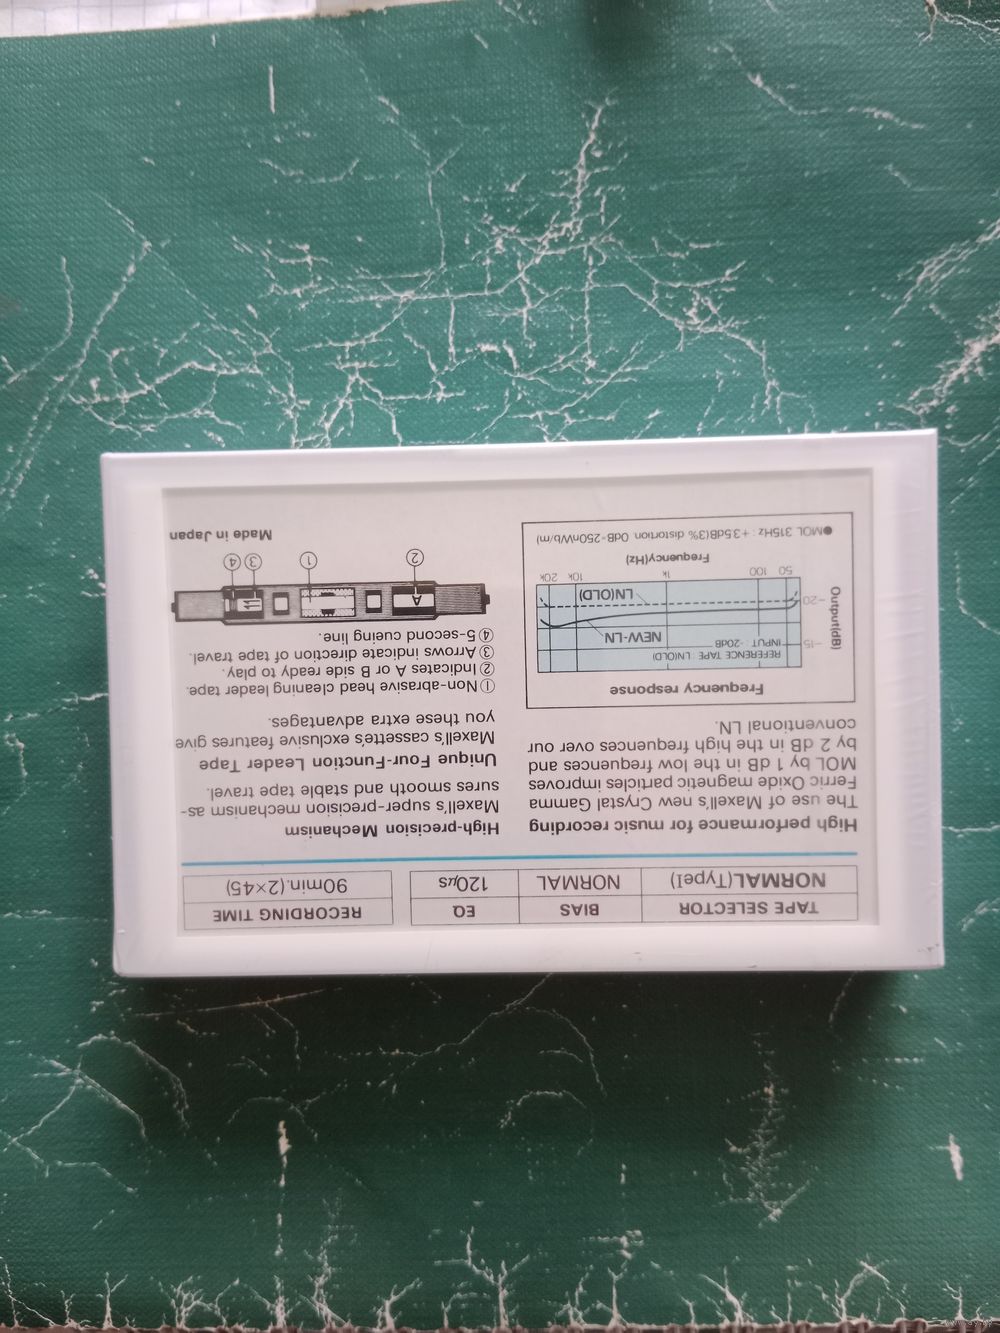 TAPE SELECTOR BIAS EQ RECORDING TIME
NORMAL(TypeI) NORMAL 120μs 90min.(2×45)
High performance for music recording
The use of Maxell's new Crystal Gamma
Ferric Oxide magnetic particles improves
MOL by 1 dB in the low frequences and
by 2 dB in the high frequences over our
conventional LN.
Frequency response
Output(dB)
REFERENCE TAPE : LN(OLD)
INPUT : -20dB
-15
NEW-LN
-20
LN(OLD)
50 100 1k 10k 20k
Frequency(Hz)
●MOL 315Hz : +3.5dB(3% distortion, 0dB=250nWb/m)
High-precision Mechanism
Maxell's super-precision mechanism as-
sures smooth and stable tape travel.
Unique Four-Function Leader Tape
Maxell's cassette's exclusive features give
you these extra advantages.
①Non-abrasive head cleaning leader tape.
②Indicates A or B side ready to play.
③Arrows indicate direction of tape travel.
④5-second cueing line.
A
② ① ③ ④
Made in Japan